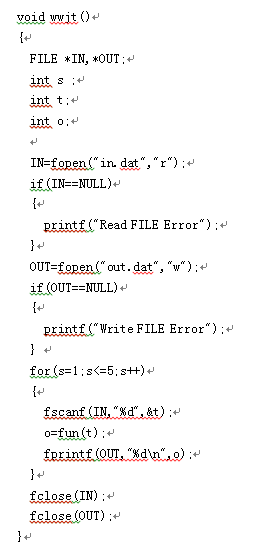 void wwjt()
{
FILE *IN,*OUT;
int s ;
int t;
int o;
IN=fopen("in.dat","r");
if(IN==NULL)
{
printf("Read FILE Error");
}
OUT=fopen("out.dat","w");
if(OUT==NULL)
{
printf("Write FILE Error");
}
for(s=1;s<=5;s++)
{
fscanf(IN,"%d",&t);
o=fun(t);
fprintf(OUT,"%d\n",o);
}
fclose(IN);
fclose(OUT);
}